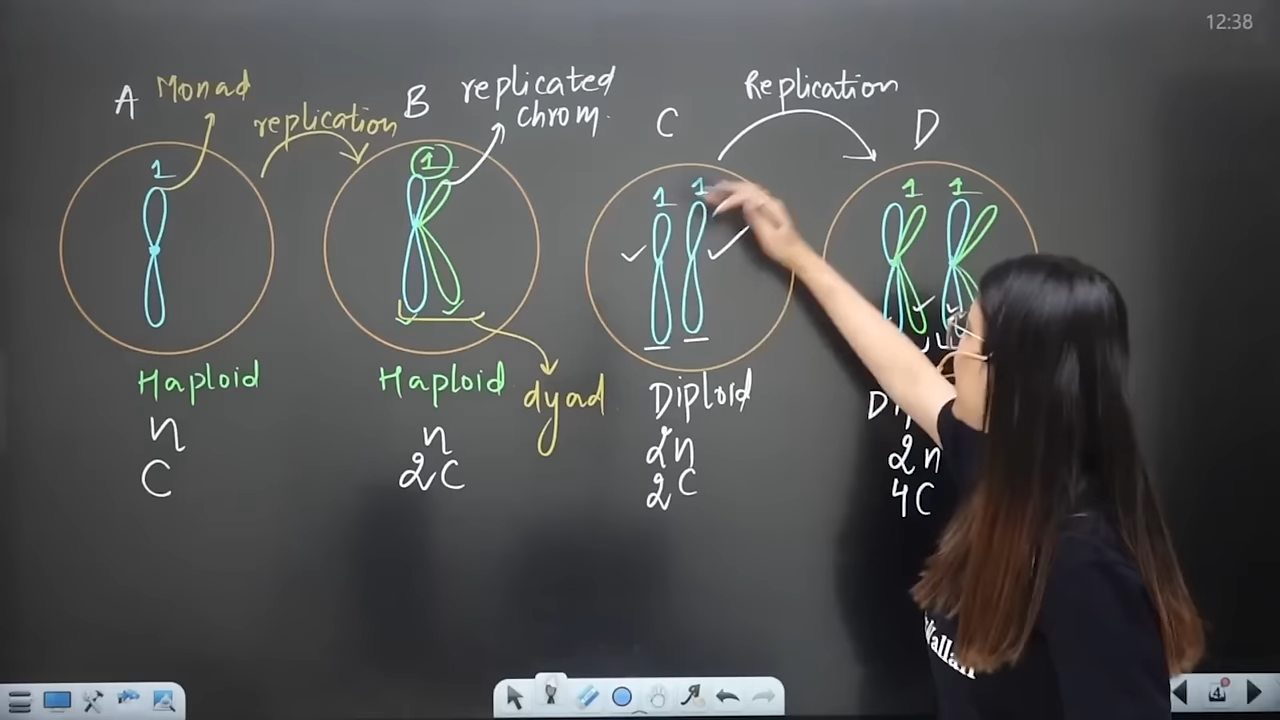 12:38
A Monad
replication
B
replicated
chrom.
C
Replication
D
1
1
1
1
1
1
Haploid
n
C
Haploid
n
2C
dyad
Diploid
2n
2C
2n
4C
4